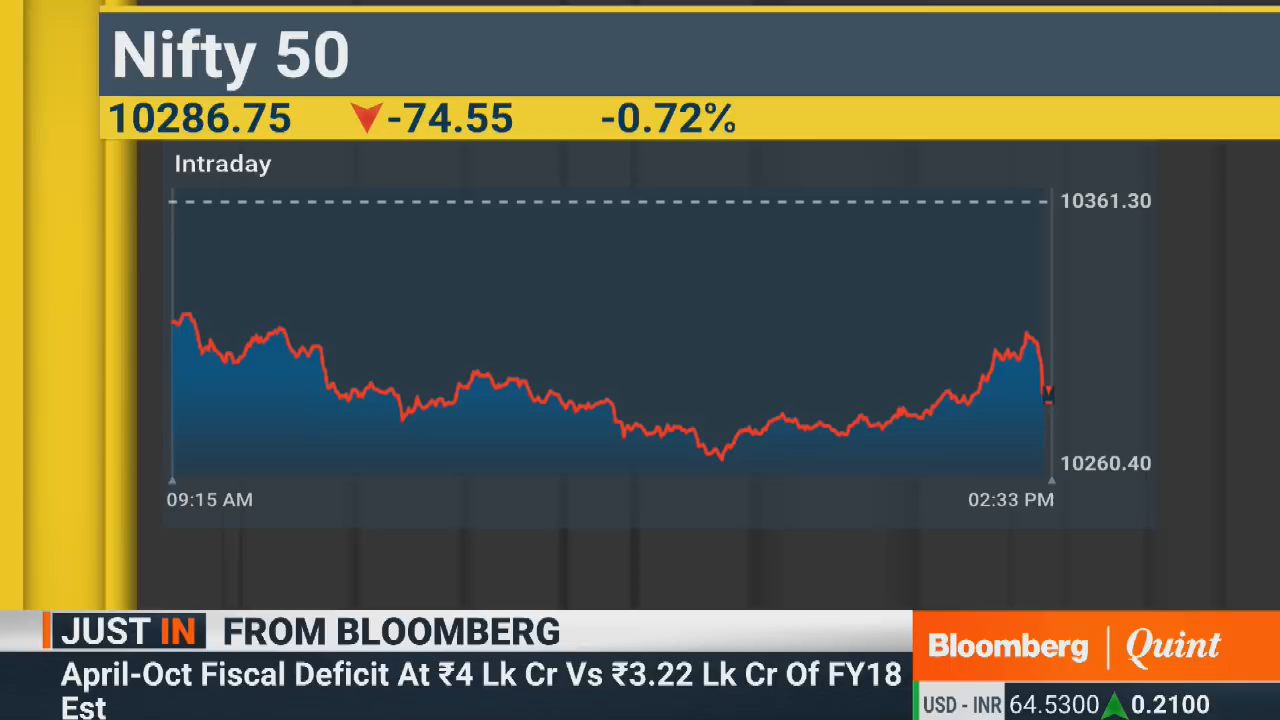 Nifty 50
10286.75 -74.55 -0.72%
Intraday
10361.30
10260.40
09:15 AM 02:33 PM
JUST IN FROM BLOOMBERG
April-Oct Fiscal Deficit At ₹4 Lk Cr Vs ₹3.22 Lk Cr Of FY18
Est
Bloomberg | Quint
USD - INR 64.5300 0.2100